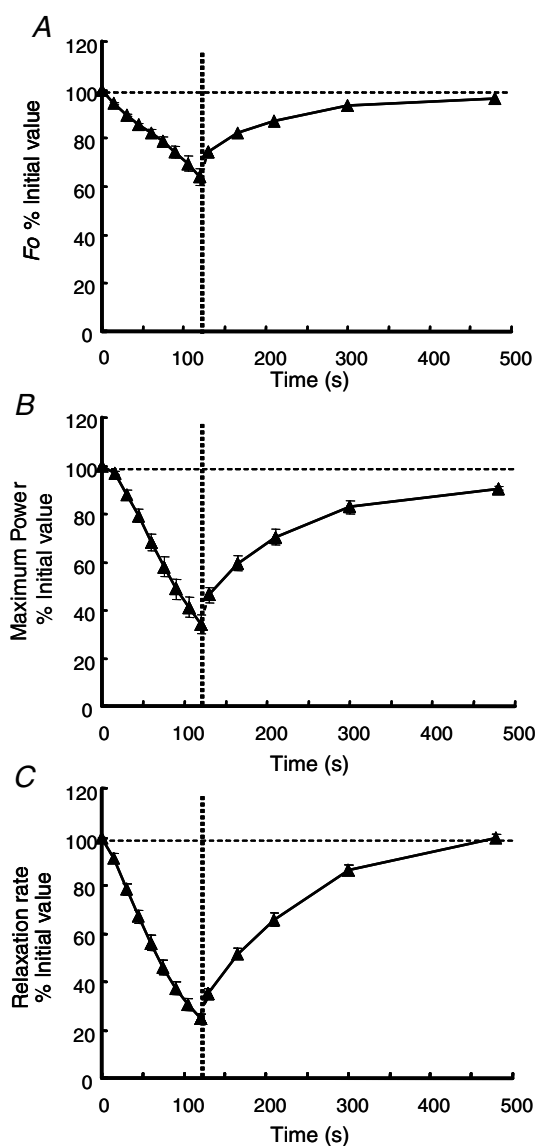 A
120
100
80
60
40
20
0
Fo % Initial value
0 100 200 300 400 500
Time (s)
B
120
100
80
60
40
20
0
Maximum Power
% Initial value
0 100 200 300 400 500
Time (s)
C
120
100
80
60
40
20
0
Relaxation rate
% Initial value
0 100 200 300 400 500
Time (s)